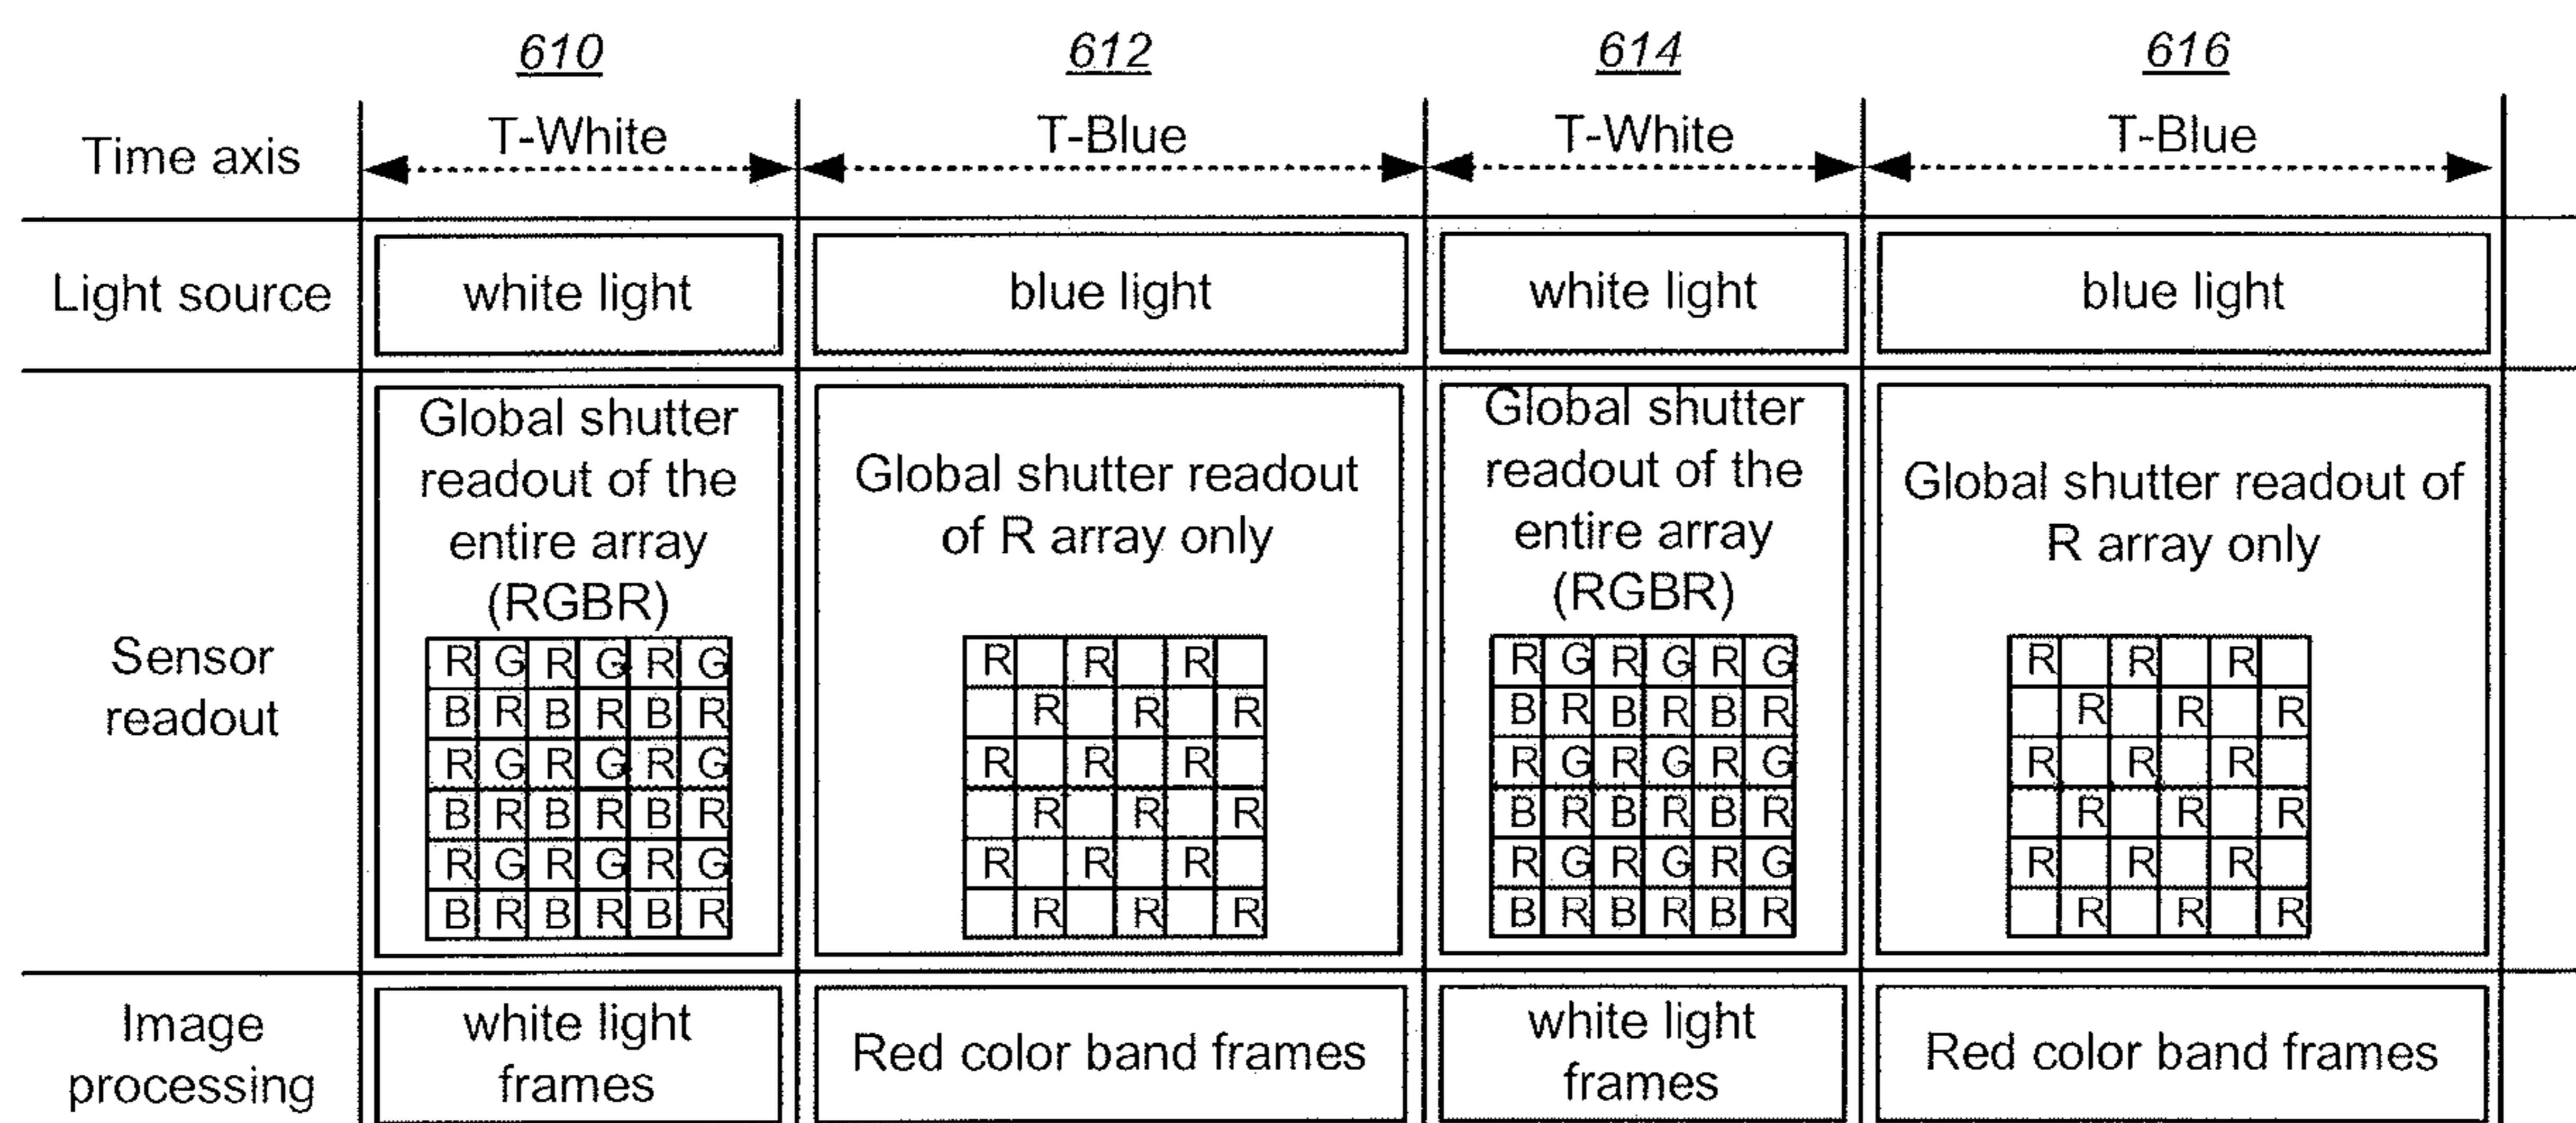 610 612 614 616
Time axis T-White T-Blue T-White T-Blue
Light source white light blue light white light blue light
Sensor
readout
Global shutter
readout of the
entire array
(RGBR)
R G R G R G
B R B R B R
R G R G R G
B R B R B R
R G R G R G
B R B R B R
Global shutter readout
of R array only
R R R
R R R
R R R
R R R
R R R
R R R
Global shutter
readout of the
entire array
(RGBR)
R G R G R G
B R B R B R
R G R G R G
B R B R B R
R G R G R G
B R B R B R
Global shutter readout of
R array only
R R R
R R R
R R R
R R R
R R R
R R R
Image
processing
white light
frames
Red color band frames
white light
frames
Red color band frames